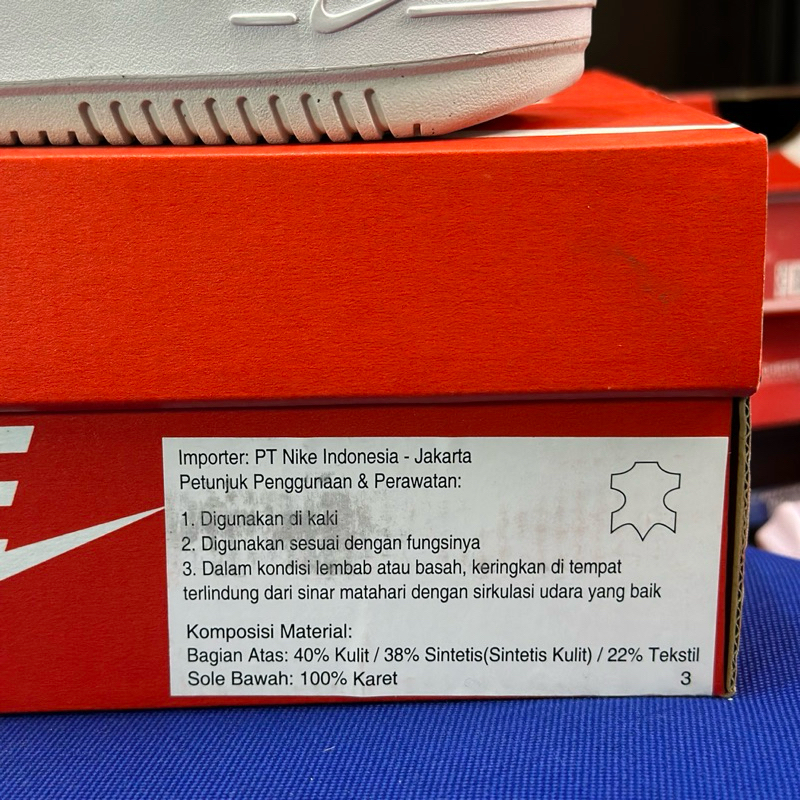 Importer: PT Nike Indonesia - Jakarta
Petunjuk Penggunaan & Perawatan:
1. Digunakan di kaki
2. Digunakan sesuai dengan fungsinya
3. Dalam kondisi lembab atau basah, keringkan di tempat
terlindung dari sinar matahari dengan sirkulasi udara yang baik
Komposisi Material:
Bagian Atas: 40% Kulit / 38% Sintetis(Sintetis Kulit) / 22% Tekstil
Sole Bawah: 100% Karet 3